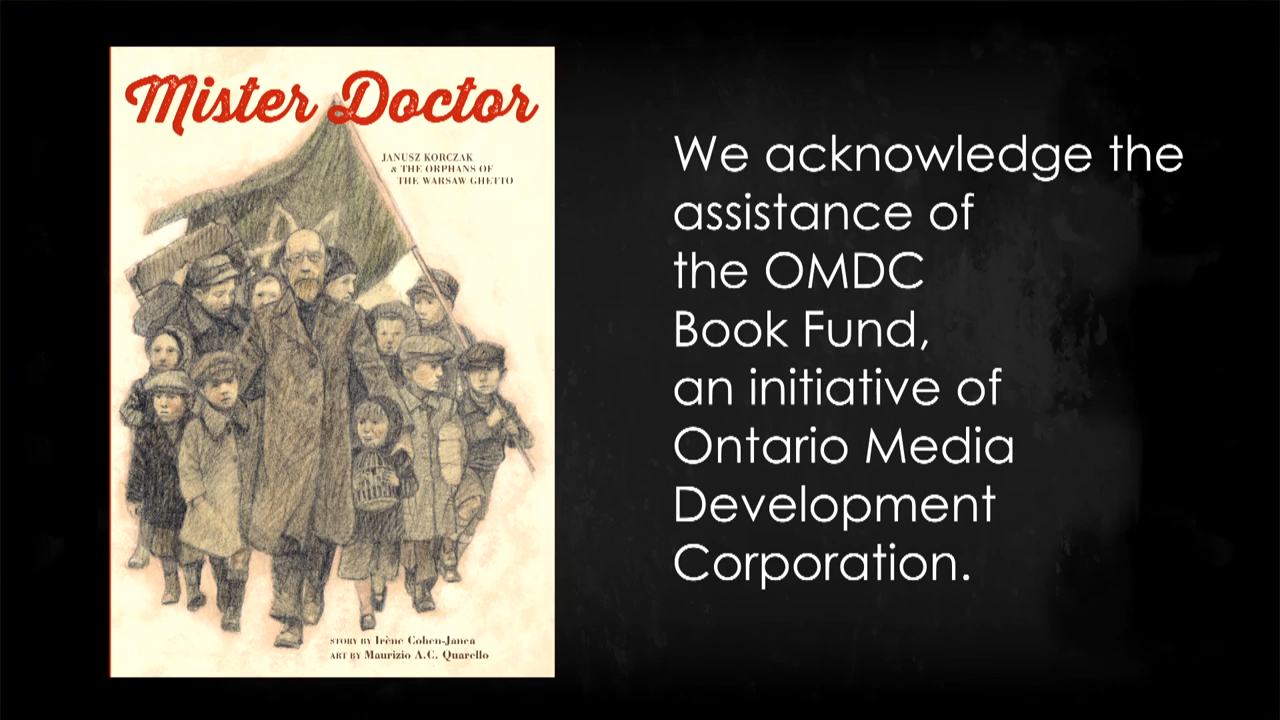 Mister Doctor
JANUSZ KORCZAK
& THE ORPHANS OF
THE WARSAW GHETTO
STORY BY Irène Cohen-Janca
ART BY Maurizio A.C. Quarello
We acknowledge the
assistance of
the OMDC
Book Fund,
an initiative of
Ontario Media
Development
Corporation.